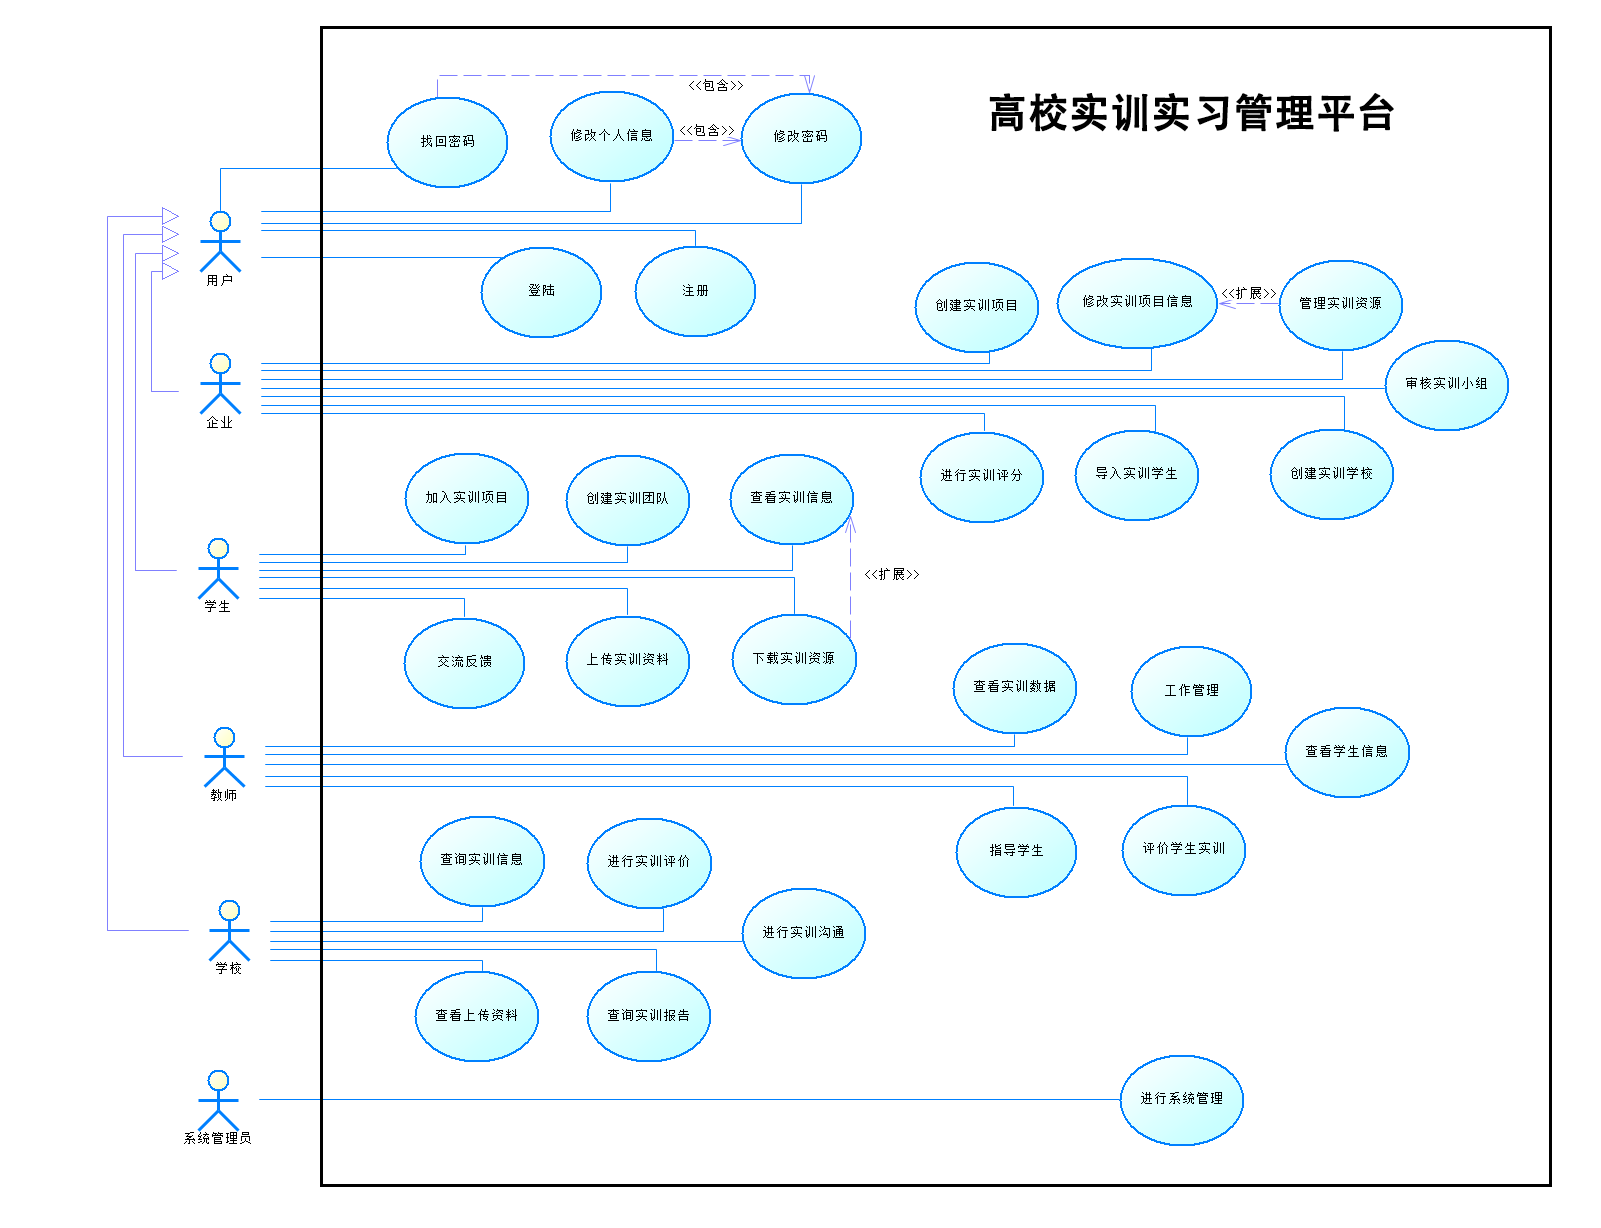 高校实训实习管理平台
<<包含>>
找回密码
修改个人信息
<<包含>>
修改密码
用户
登陆
注册
创建实训项目
修改实训项目信息
<<扩展>>
管理实训资源
审核实训小组
企业
进行实训评分
导入实训学生
创建实训学校
加入实训项目
创建实训团队
查看实训信息
<<扩展>>
学生
交流反馈
上传实训资料
下载实训资源
查看实训数据
工作管理
查看学生信息
教师
指导学生
评价学生实训
查询实训信息
进行实训评价
进行实训沟通
学校
查看上传资料
查询实训报告
进行系统管理
系统管理员